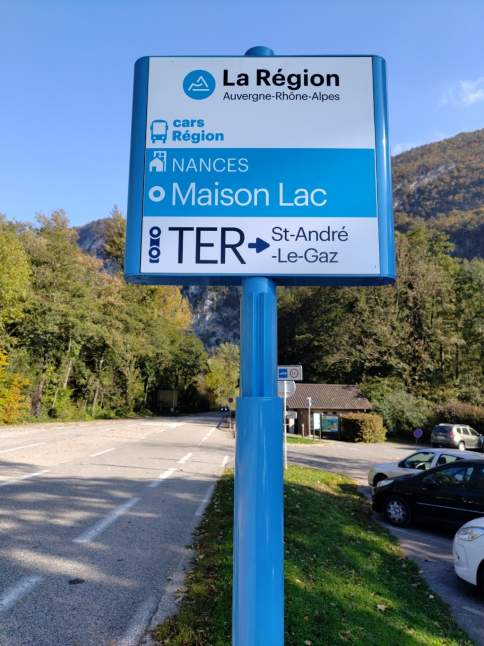 La Région
Auvergne-Rhône-Alpes
cars
Région
NANCES
Maison Lac
TER
St-André
-Le-Gaz